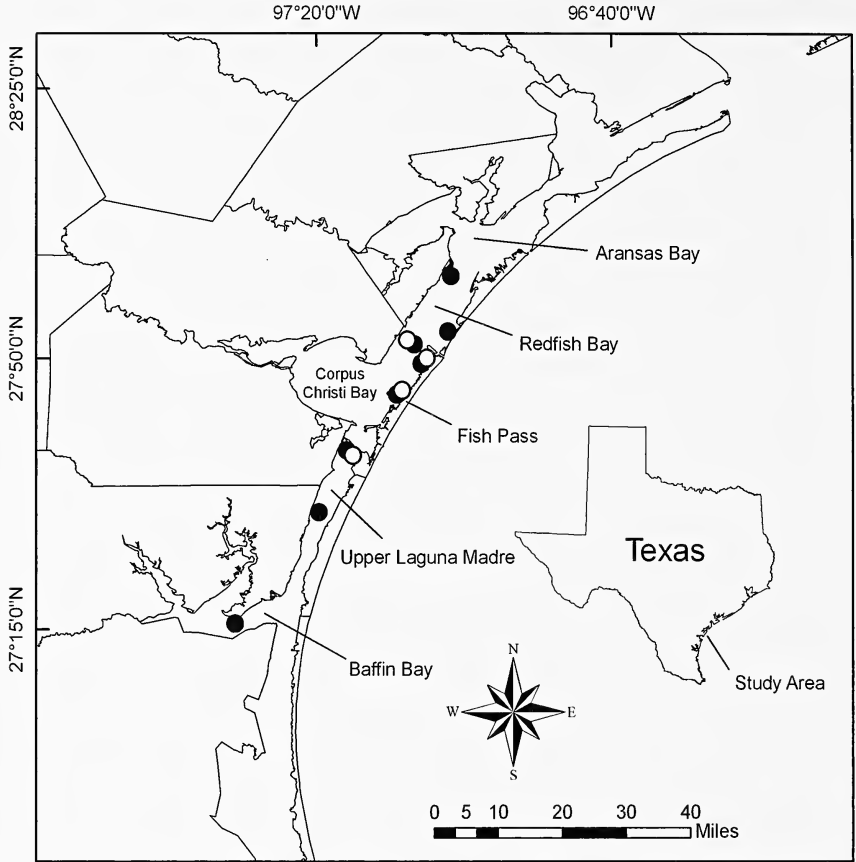 97°20'0"W 96°40'0"W
28°25'0"N
Aransas Bay
Redfish Bay
27°50'0"N
Corpus
Christi Bay
Fish Pass
Texas
Upper Laguna Madre
27°15'0"N
Baffin Bay
Study Area
N
W E
S
0 5 10 20 30 40
Miles